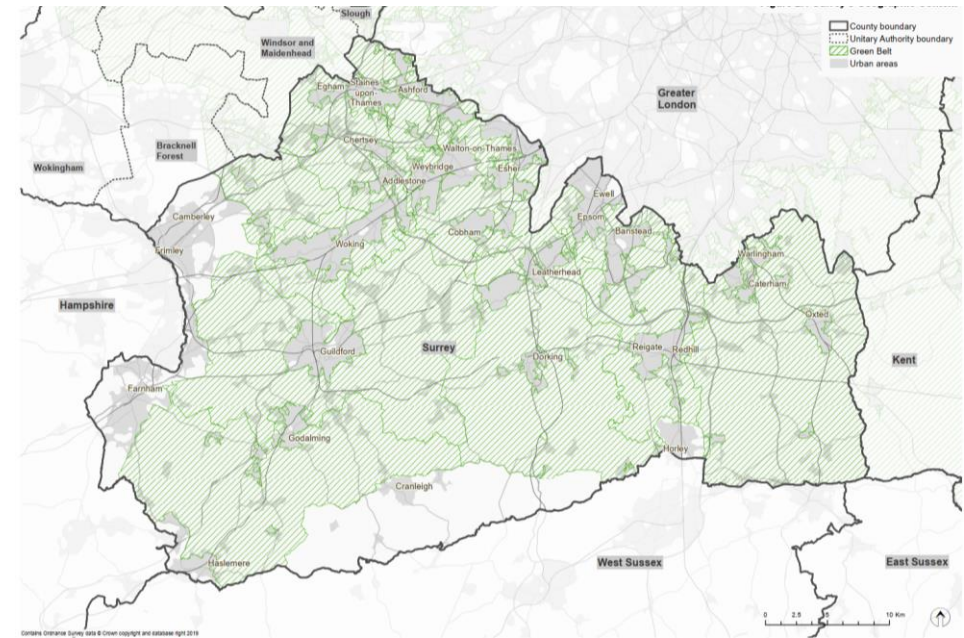 Slough
Windsor and
Maidenhead
County boundary
Unitary Authority boundary
Green Belt
Urban areas
Egham
Staines
upon-
Thames
Ashford
Greater
London
Chertsey
Walton-on-Thames
Bracknell
Forest
Wokingham
Weybridge
Esher
Addlestone
Ewell
Camberley
Epsom
Cobham
Banstead
Woking
Frimley
Warlingham
Leatherhead
Caterham
Hampshire
Oxted
Guildford
Surrey
Reigate
Redhill
Dorking
Kent
Farnham
Godalming
Horley
Cranleigh
Haslemere
West Sussex
East Sussex
0 2.5 5 10 Km
Contains Ordnance Survey data © Crown copyright and database right 2019